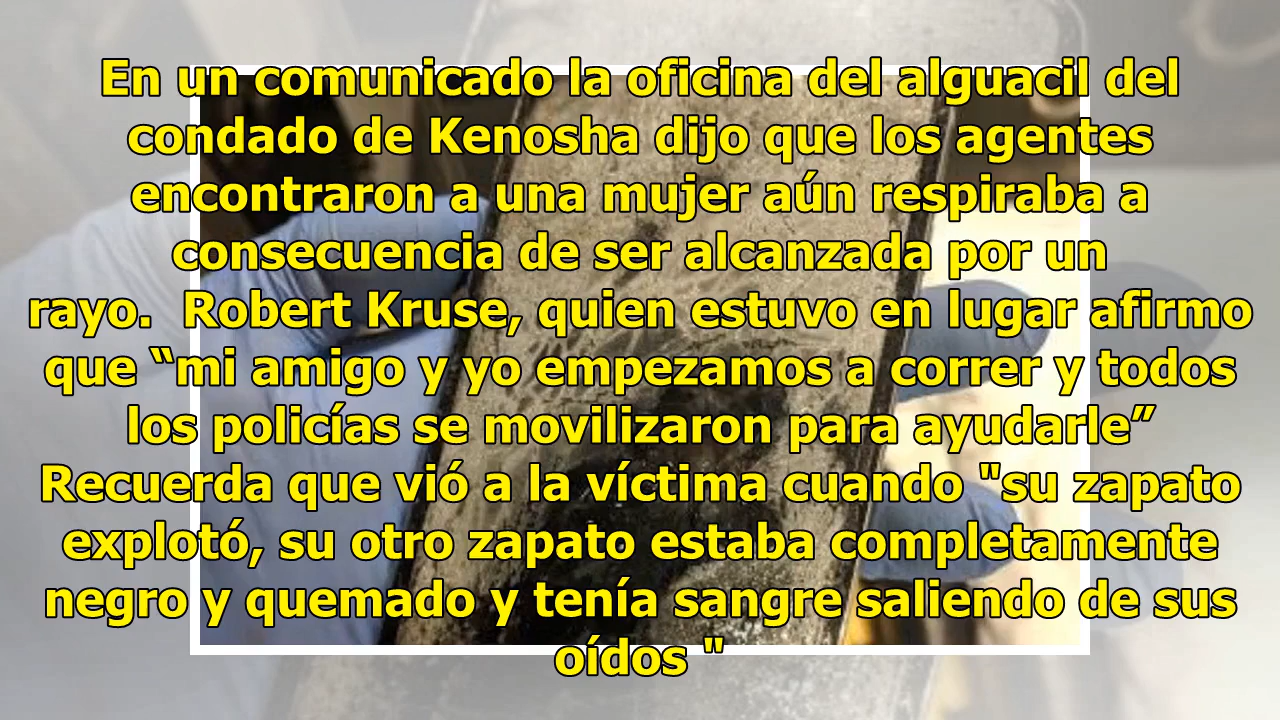 En un comunicado la oficina del alguacil del
condado de Kenosha dijo que los agentes
encontraron a una mujer aún respiraba a
consecuencia de ser alcanzada por un
rayo.  Robert Kruse, quien estuvo en lugar afirmo
que “mi amigo y yo empezamos a correr y todos
los policías se movilizaron para ayudarle”
Recuerda que vió a la víctima cuando "su zapato
explotó, su otro zapato estaba completamente
negro y quemado y tenía sangre saliendo de sus
oídos "